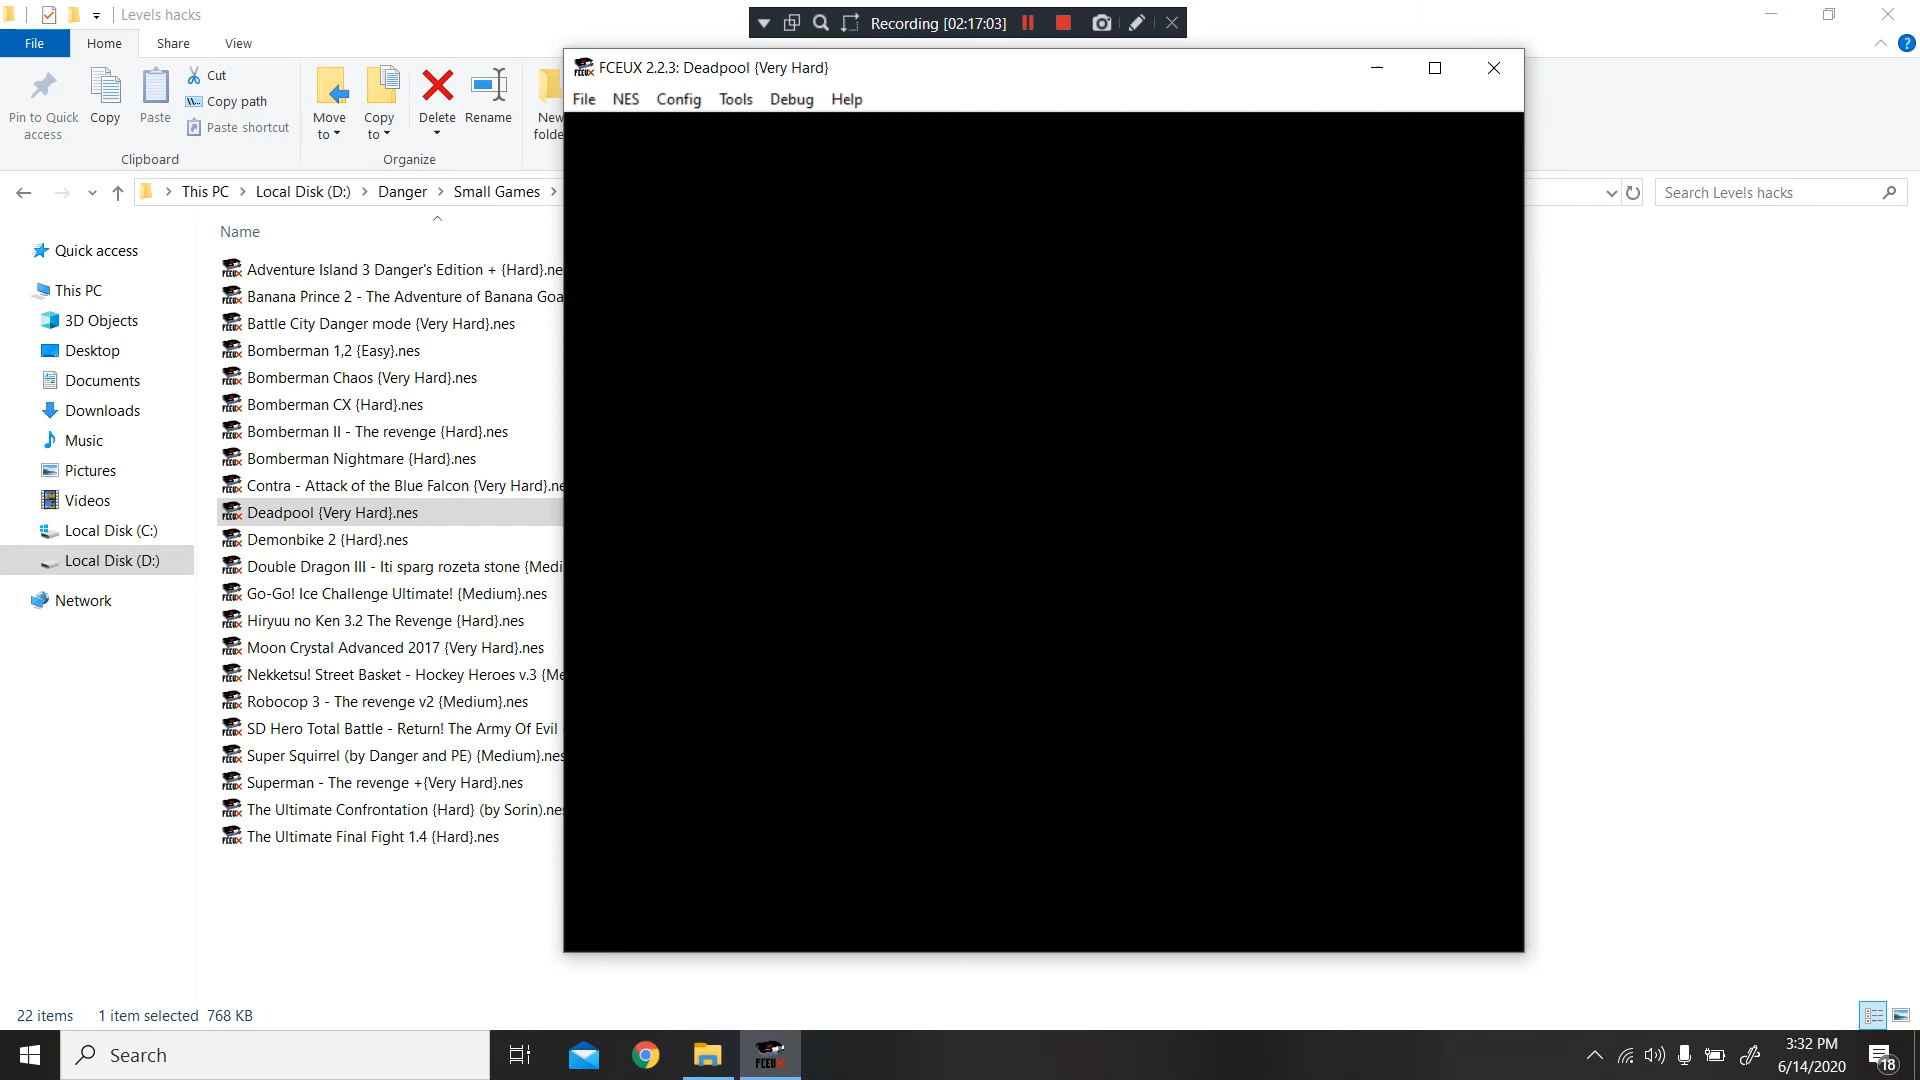 Levels hacks
Recording [02:17:03]
File
Home
Share
View
Pin to Quick access
Copy
Paste
Cut
Copy path
Paste shortcut
Clipboard
Move to
Copy to
Delete
Rename
Organize
New
FCEUX 2.2.3: Deadpool {Very Hard}
File NES Config Tools Debug Help
This PC > Local Disk (D:) > Danger > Small Games >
Search Levels hacks
Name
Quick access
This PC
3D Objects
Desktop
Documents
Downloads
Music
Pictures
Videos
Local Disk (C:)
Local Disk (D:)
Network
Adventure Island 3 Danger's Edition + {Hard}.ne
Banana Prince 2 - The Adventure of Banana Goa
Battle City Danger mode {Very Hard}.nes
Bomberman 1,2 {Easy}.nes
Bomberman Chaos {Very Hard}.nes
Bomberman CX {Hard}.nes
Bomberman II - The revenge {Hard}.nes
Bomberman Nightmare {Hard}.nes
Contra - Attack of the Blue Falcon {Very Hard}.ne
Deadpool {Very Hard}.nes
Demonbike 2 {Hard}.nes
Double Dragon III - Iti sparg rozeta stone {Medi
Go-Go! Ice Challenge Ultimate! {Medium}.nes
Hiryuu no Ken 3.2 The Revenge {Hard}.nes
Moon Crystal Advanced 2017 {Very Hard}.nes
Nekketsu! Street Basket - Hockey Heroes v.3 {Me
Robocop 3 - The revenge v2 {Medium}.nes
SD Hero Total Battle - Return! The Army Of Evil
Super Squirrel (by Danger and PE) {Medium}.nes
Superman - The revenge +{Very Hard}.nes
The Ultimate Confrontation {Hard} (by Sorin).nes
The Ultimate Final Fight 1.4 {Hard}.nes
22 items
1 item selected 768 KB
Search
FCEUX
3:32 PM
6/14/2020
18